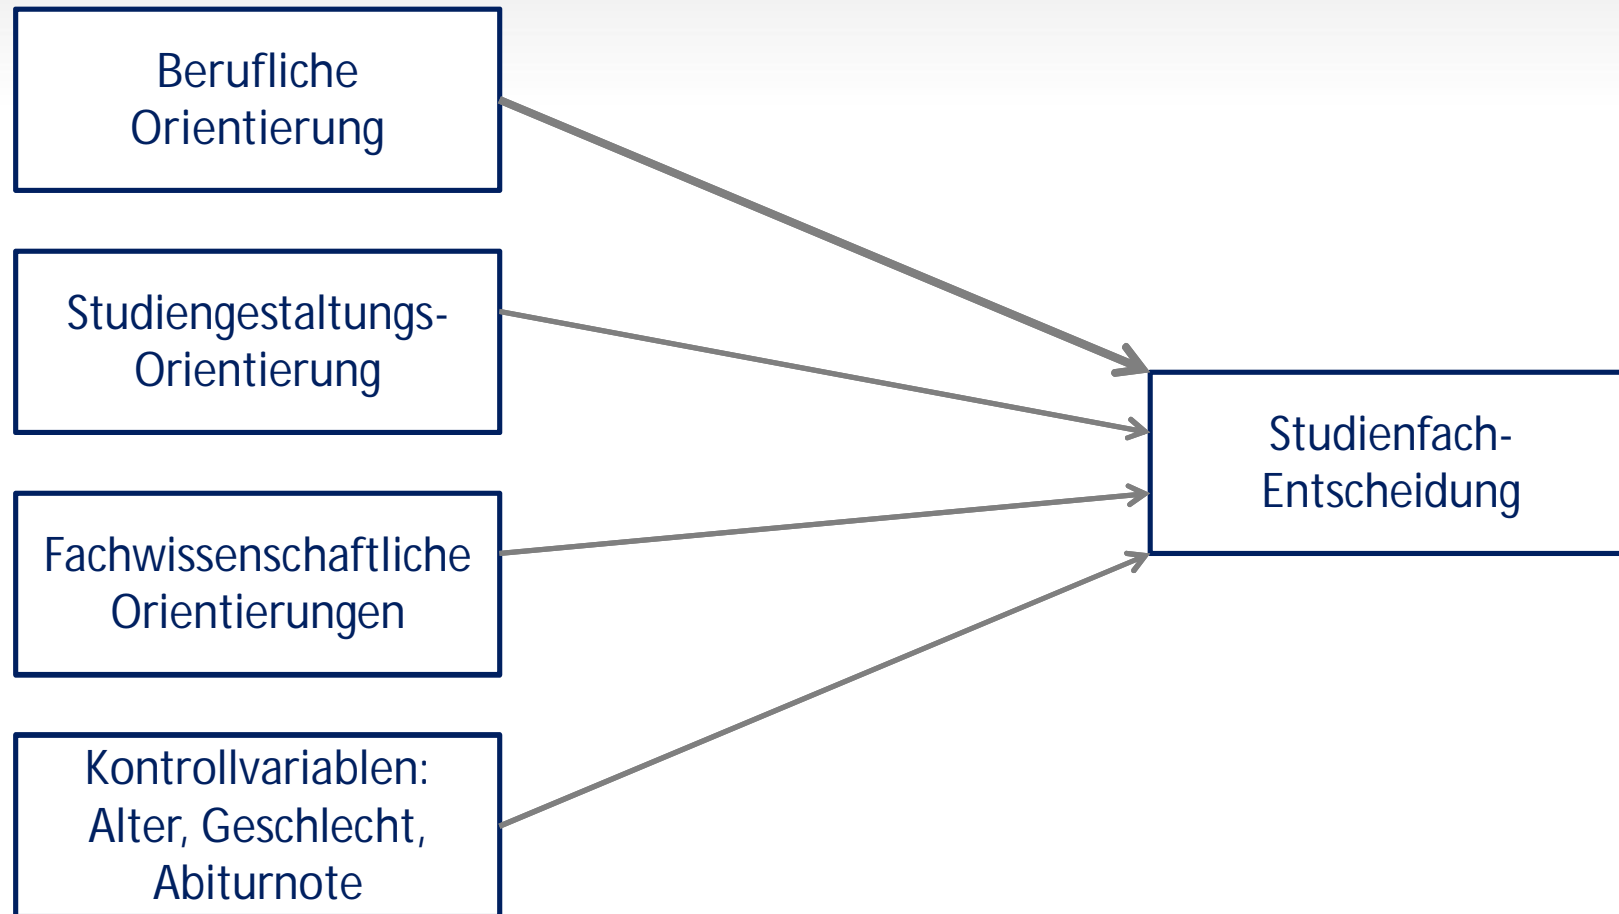 Berufliche
Orientierung
Studiengestaltungs-
Orientierung
Fachwissenschaftliche
Orientierungen
Kontrollvariablen:
Alter, Geschlecht,
Abiturnote
Studienfach-
Entscheidung